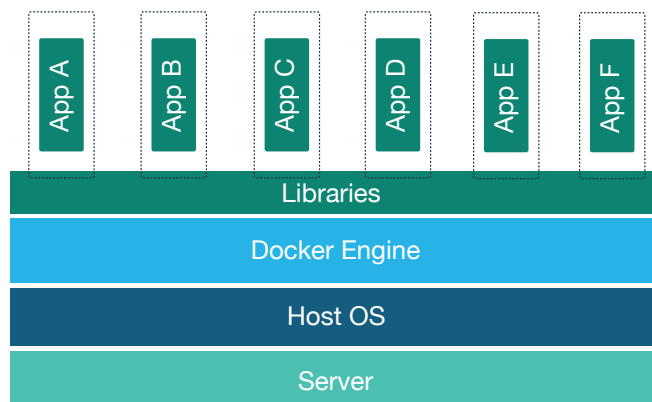 App A
App B
App C
App D
App E
App F
Libraries
Docker Engine
Host OS
Server